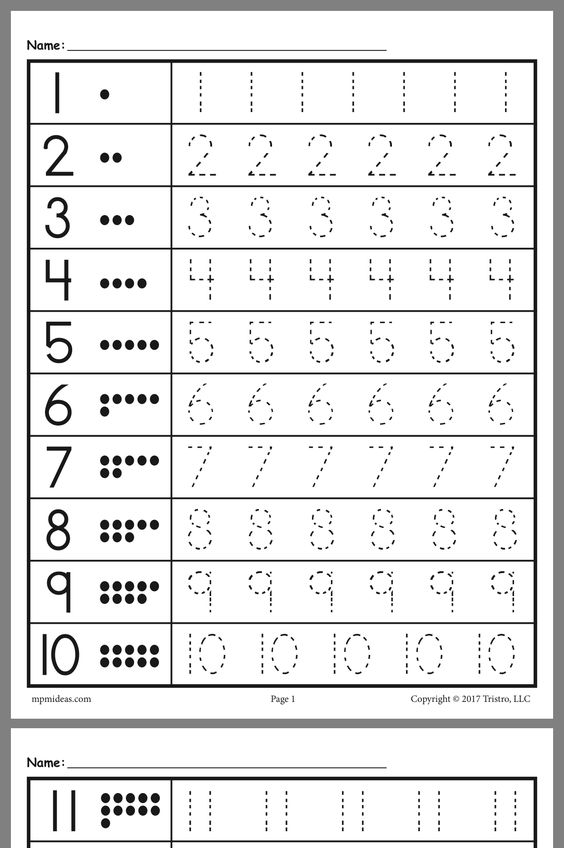 Name:
1 1 1 1 1 1 1 1
2 2 2 2 2 2 2
3 3 3 3 3 3 3
4 4 4 4 4 4 4
5 5 5 5 5 5 5
6 6 6 6 6 6 6
7 7 7 7 7 7 7
8 8 8 8 8 8 8
9 9 9 9 9 9 9
10 10 10 10 10 10
mpmideas.com Page 1 Copyright © 2017 Tristro, LLC
Name:
11 11 11 11 11 11